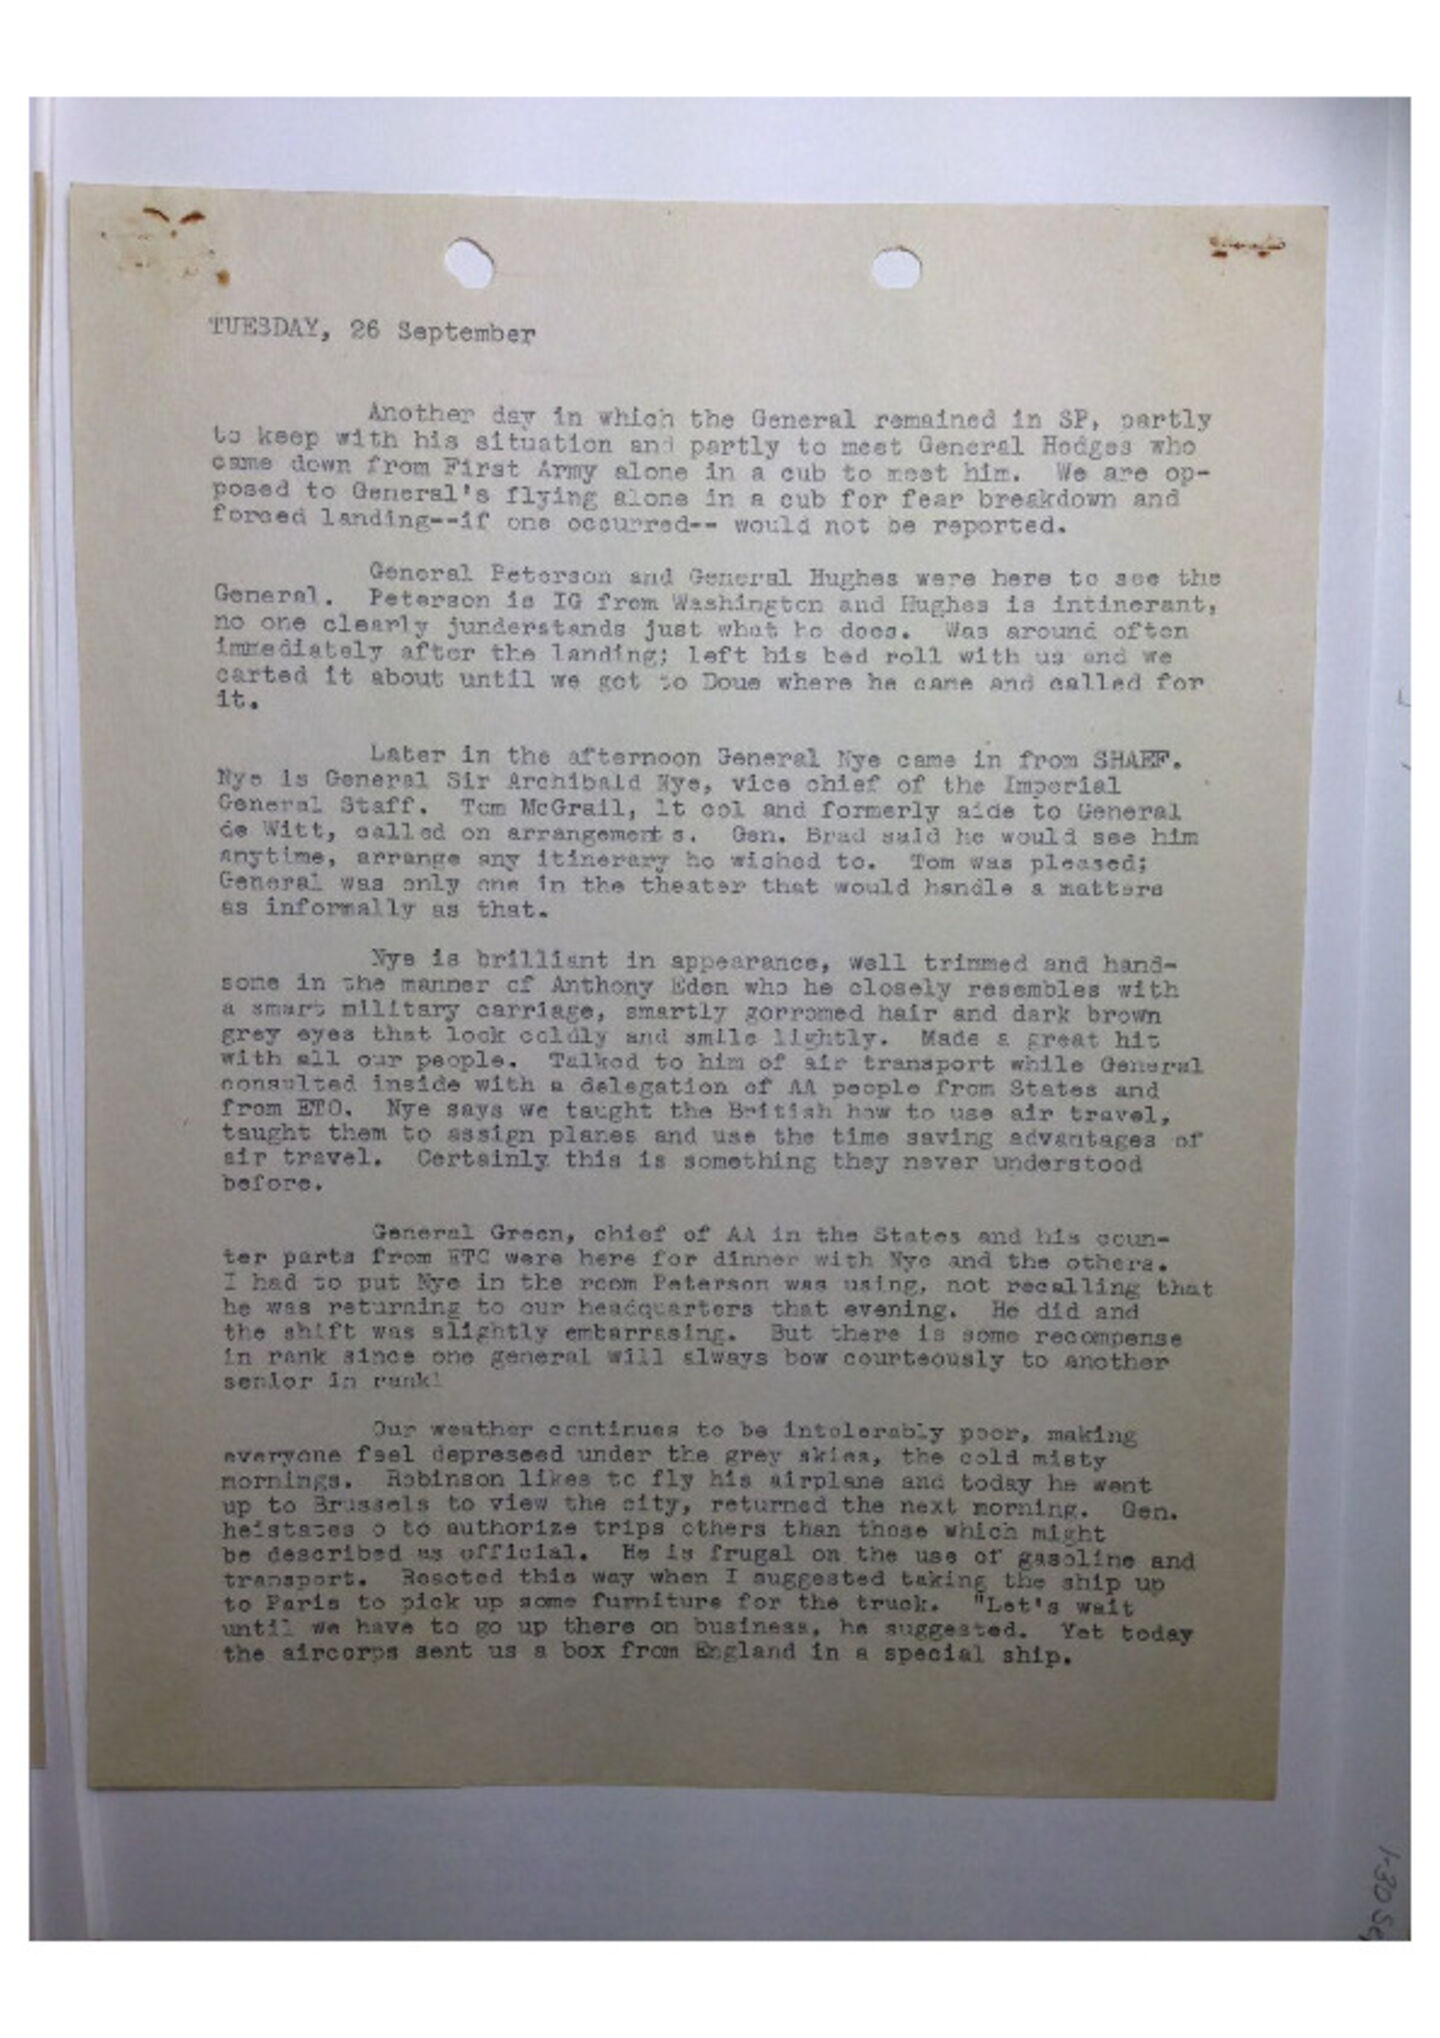 TUESDAY, 26 September
Another day in which the General remained in SP, partly
to keep with his situation and partly to meet General Hodges who
came down from First Army alone in a cub to meet him. We are op-
posed to General's flying alone in a cub for fear breakdown and
forced landing--if one occurred-- would not be reported.
General Peterson and General Hughes were here to see the
General. Peterson is IG from Washington and Hughes is intinerant,
no one clearly junderstands just what he does. Was around often
immediately after the landing; left his bed roll with us and we
carted it about until we got to Doue where he came and called for
it.
Later in the afternoon General Nye came in from SHAEF.
Nye is General Sir Archibald Nye, vice chief of the Imperial
General Staff. Tom McGrail, lt col and formerly aide to General
de Witt, called on arrangements. Gen. Brad said he would see him
anytime, arrange any itinerary he wished to. Tom was pleased;
General was only one in the theater that would handle a matters
as informally as that.
Nye is brilliant in appearance, well trimmed and hand-
some in the manner of Anthony Eden who he closely resembles with
a smart military carriage, smartly gorromed hair and dark brown
grey eyes that look coldly and smile lightly. Made a great hit
with all our people. Talked to him of air transport while General
consulted inside with a delegation of AA people from States and
from ETO. Nye says we taught the British how to use air travel,
taught them to assign planes and use the time saving advantages of
air travel. Certainly this is something they never understood
before.
General Green, chief of AA in the States and his coun-
ter parts from ETO were here for dinner with Nye and the others.
I had to put Nye in the room Peterson was using, not recalling that
he was returning to our headquarters that evening. He did and
the shift was slightly embarrasing. But there is some recompense
in rank since one general will always bow courteously to another
senior in rank!
Our weather continues to be intolerably poor, making
everyone feel depreseed under the grey skies, the cold misty
mornings. Robinson likes to fly his airplane and today he went
up to Brussels to view the city, returned the next morning. Gen.
heistates o to authorize trips others than those which might
be described as official. He is frugal on the use of gasoline and
transport. Reacted this way when I suggested taking the ship up
to Paris to pick up some furniture for the truck. "Let's wait
until we have to go up there on business, he suggested. Yet today
the aircorps sent us a box from England in a special ship.
1-30 Se